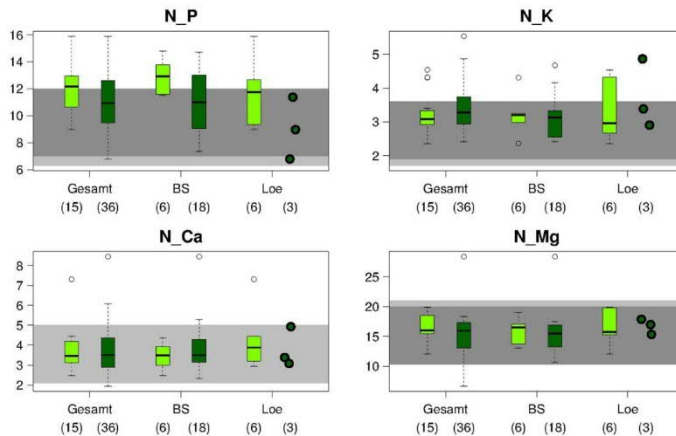 N_P
16
14
12
10
8
6
Gesamt BS Loe
(15) (36) (6) (18) (6) (3)
N_K
5
4
3
2
Gesamt BS Loe
(15) (36) (6) (18) (6) (3)
N_Ca
8
7
6
5
4
3
2
Gesamt BS Loe
(15) (36) (6) (18) (6) (3)
N_Mg
25
20
15
10
Gesamt BS Loe
(15) (36) (6) (18) (6) (3)